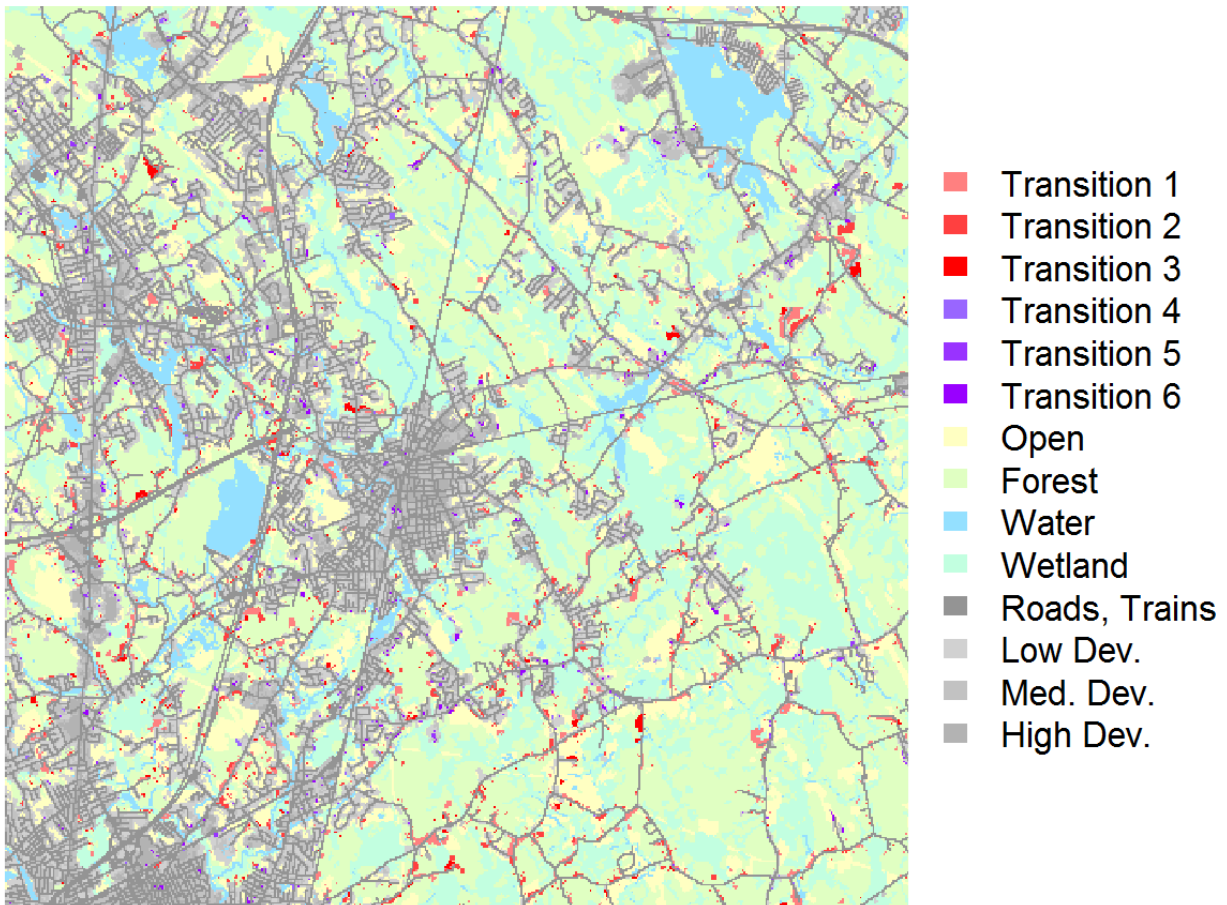 Transition 1
Transition 2
Transition 3
Transition 4
Transition 5
Transition 6
Open
Forest
Water
Wetland
Roads, Trains
Low Dev.
Med. Dev.
High Dev.